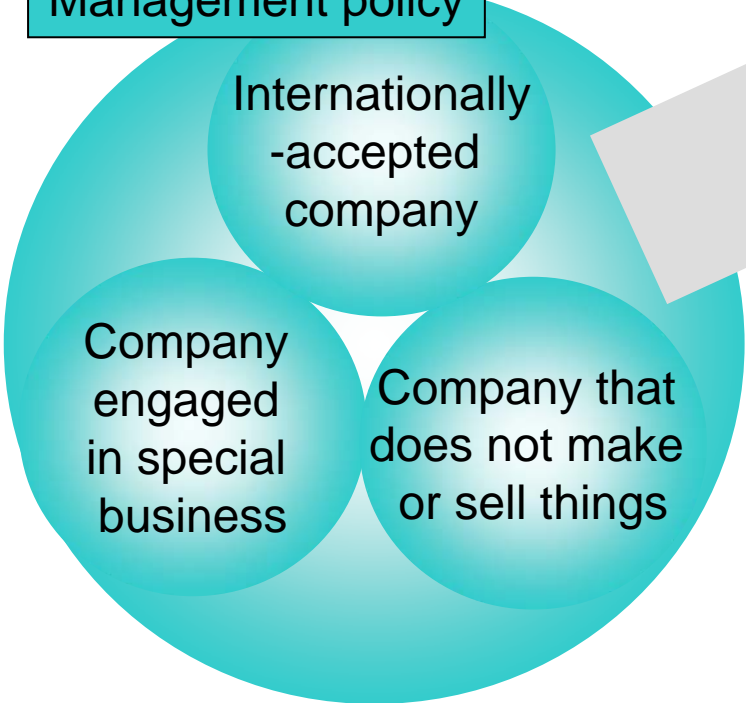 Management policy
Internationally
-accepted
company
Company
engaged
in special
business
Company that
does not make
or sell things